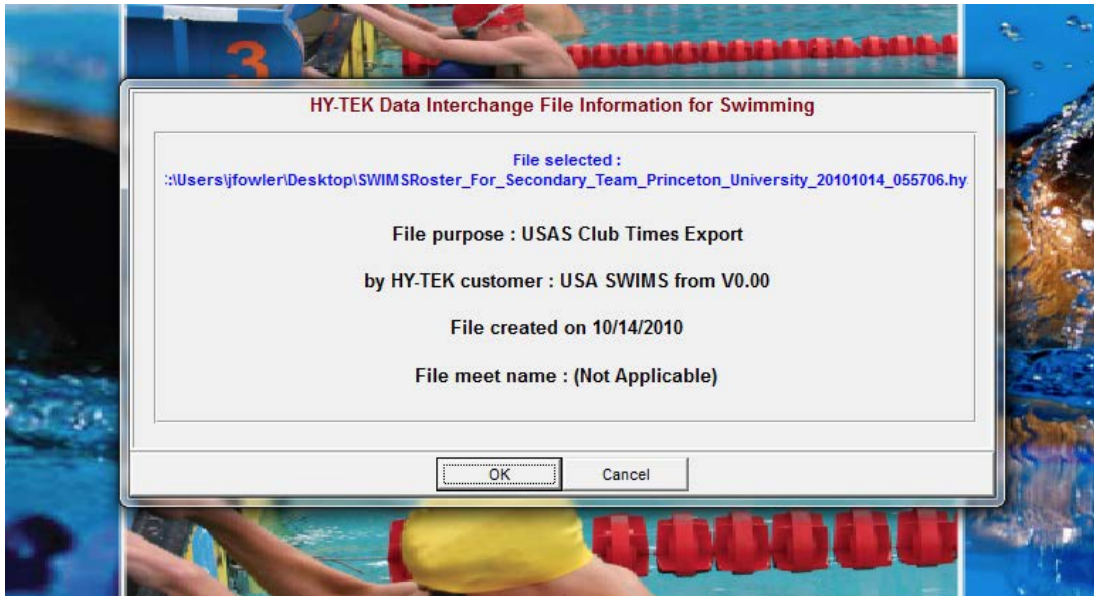 3
HY-TEK Data Interchange File Information for Swimming
File selected :
:\Users\jfowler\Desktop\SWIMSRoster_For_Secondary_Team_Princeton_University_20101014_055706.hy
File purpose : USAS Club Times Export
by HY-TEK customer : USA SWIMS from V0.00
File created on 10/14/2010
File meet name : (Not Applicable)
OK Cancel